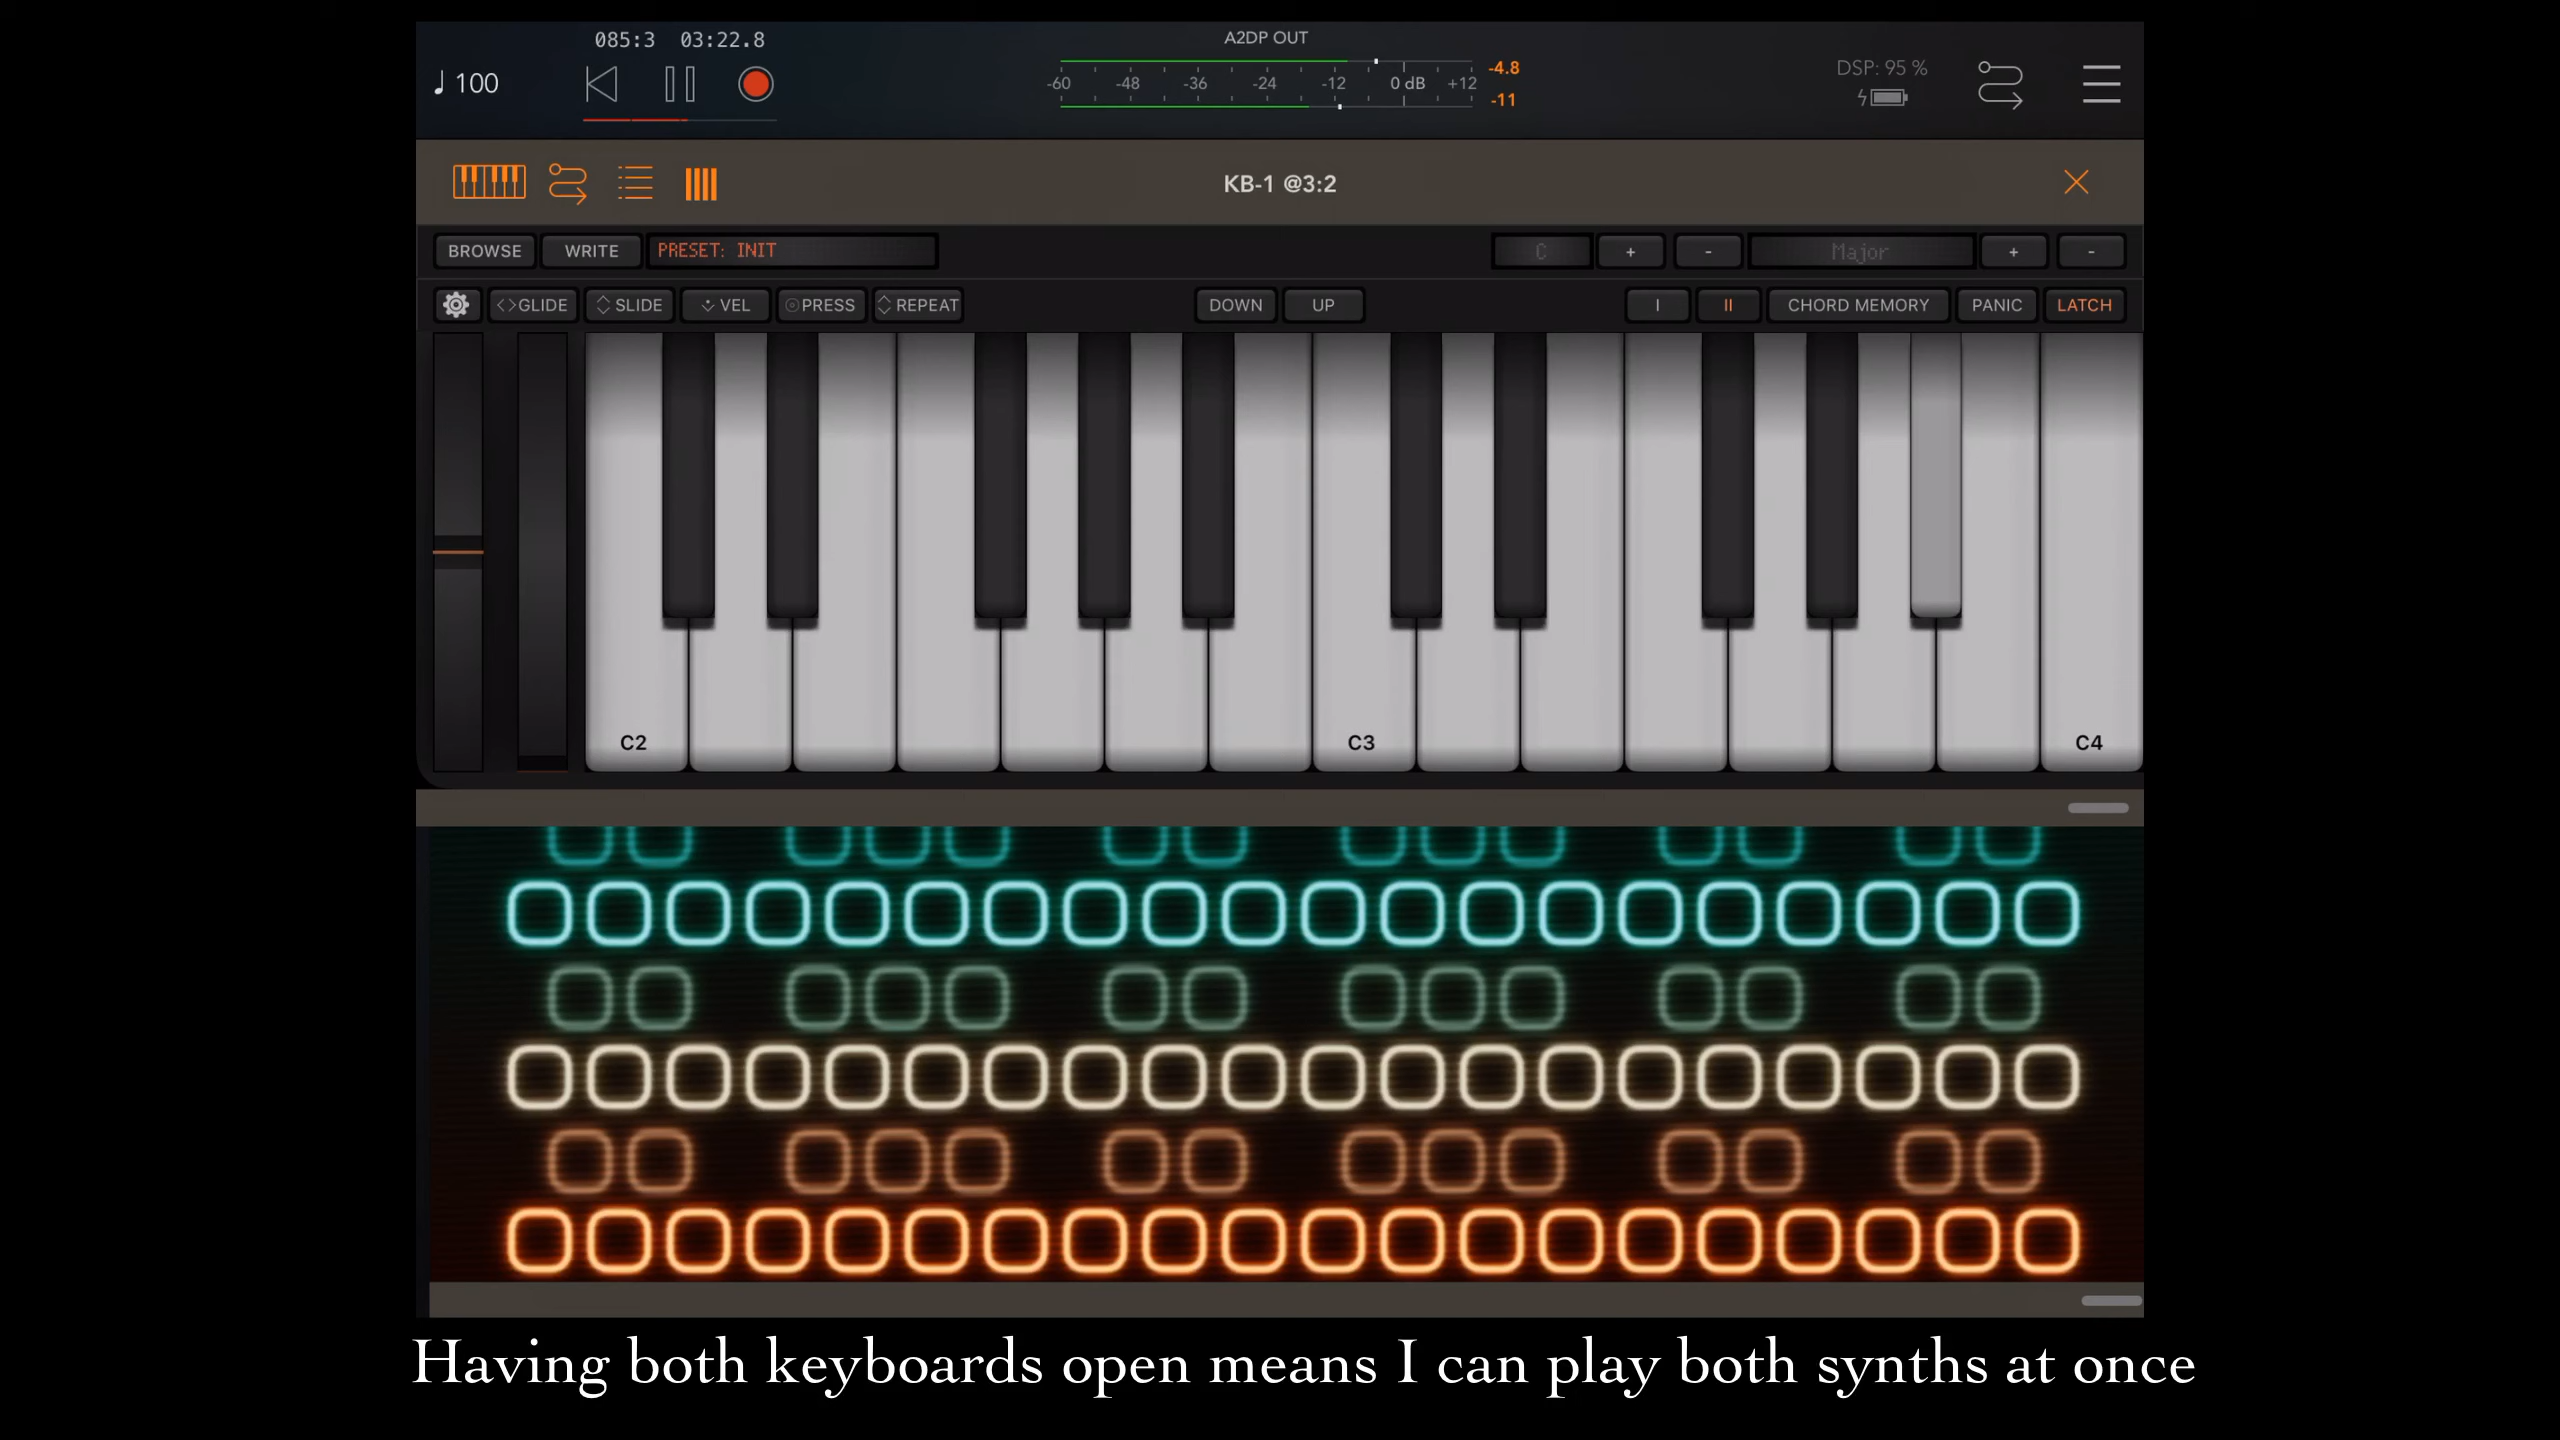 085:3 03:22.8
A2DP OUT
♩ 100
-60 -48 -36 -24 -12 0 dB +12
-4.8
-11
DSP: 95 %
KB-1 @3:2
BROWSE WRITE PRESET: INIT C + - Major + -
GLIDE SLIDE VEL PRESS REPEAT DOWN UP I II CHORD MEMORY PANIC LATCH
C2 C3 C4
Having both keyboards open means I can play both synths at once